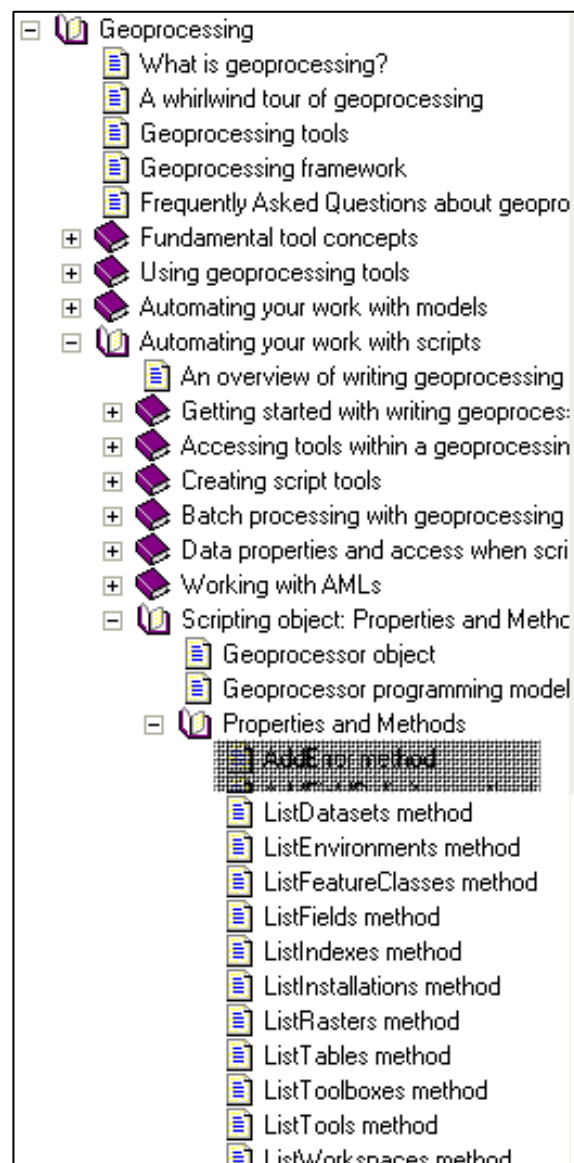 Geoprocessing
What is geoprocessing?
A whirlwind tour of geoprocessing
Geoprocessing tools
Geoprocessing framework
Frequently Asked Questions about geopro
Fundamental tool concepts
Using geoprocessing tools
Automating your work with models
Automating your work with scripts
An overview of writing geoprocessing
Getting started with writing geoproces
Accessing tools within a geoprocessin
Creating script tools
Batch processing with geoprocessing
Data properties and access when scri
Working with AMLs
Scripting object: Properties and Metho
Geoprocessor object
Geoprocessor programming model
Properties and Methods
AddError method
ListDatasets method
ListEnvironments method
ListFeatureClasses method
ListFields method
ListIndexes method
ListInstallations method
ListRasters method
ListTables method
ListToolboxes method
ListTools method
ListWorkspaces method